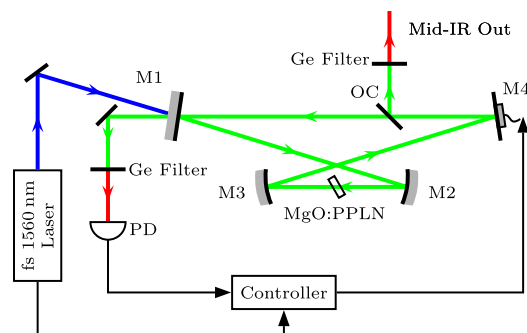 Mid-IR Out
Ge Filter
M1
OC
M4
Ge Filter
M3
M2
MgO:PPLN
PD
fs 1560 nm
Laser
Controller